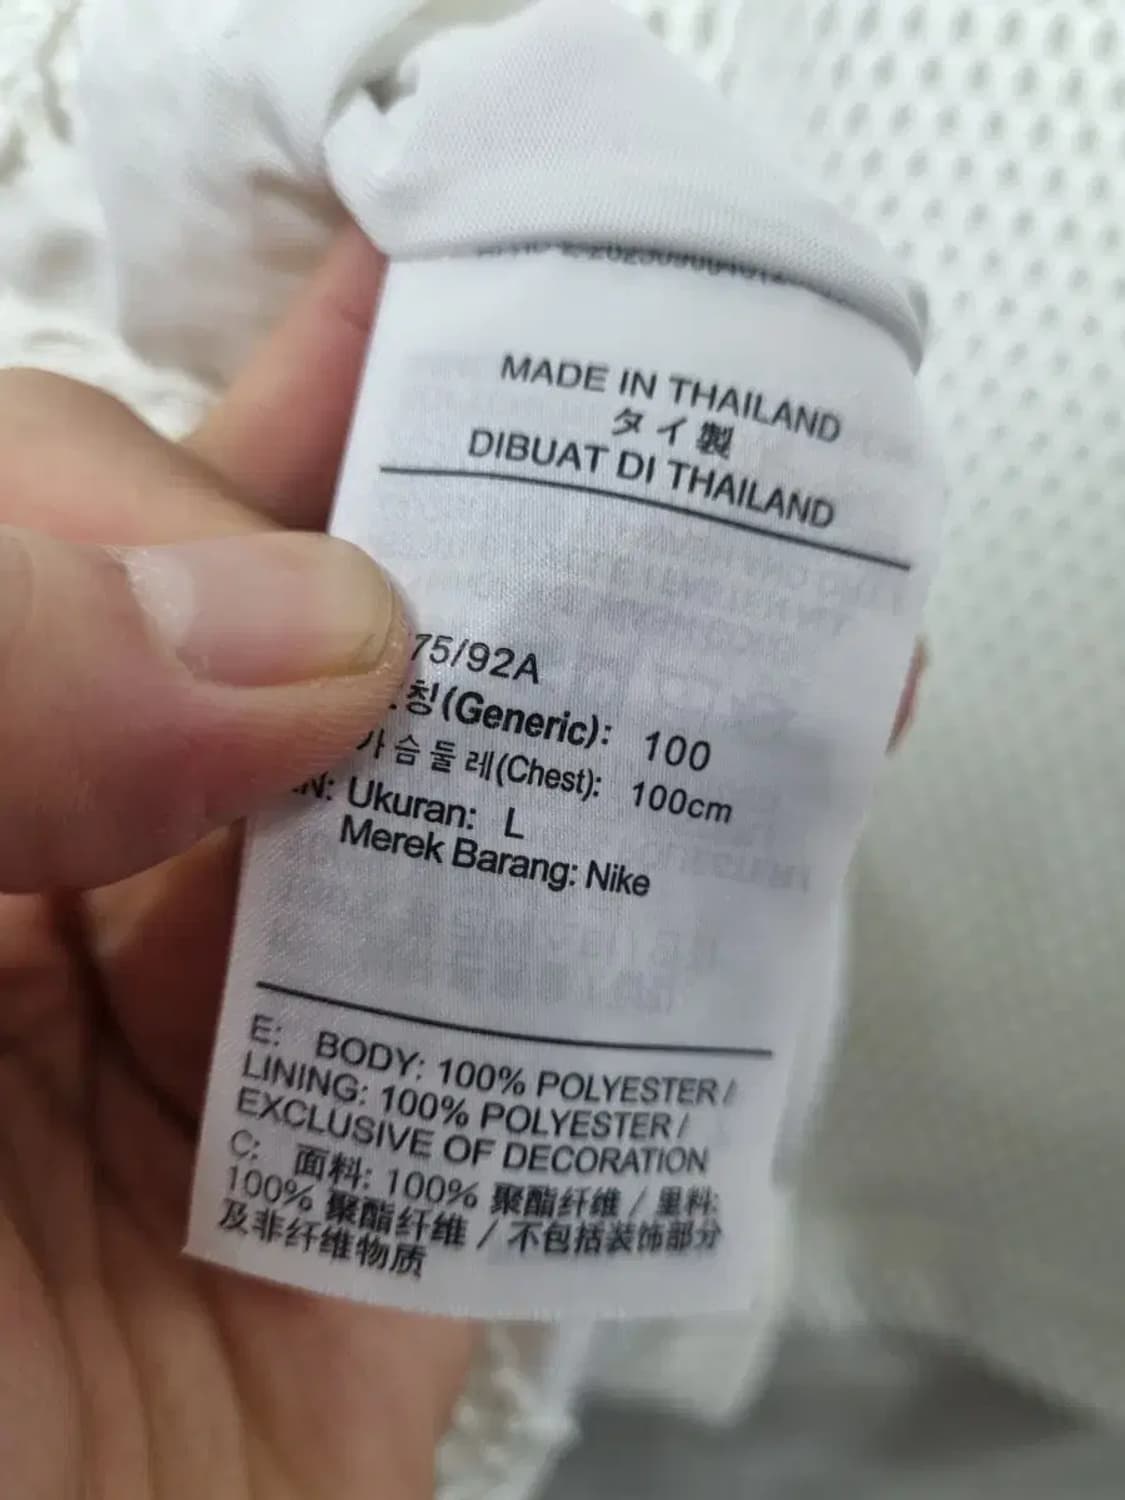 MADE IN THAILAND
タイ製
DIBUAT DI THAILAND
75/92A
칭(Generic): 100
가슴둘레(Chest): 100cm
N: Ukuran: L
Merek Barang: Nike
E: BODY: 100% POLYESTER /
LINING: 100% POLYESTER /
EXCLUSIVE OF DECORATION
C: 面料: 100% 聚酯纤维 / 里料:
100% 聚酯纤维 / 不包括装饰部分
及非纤维物质